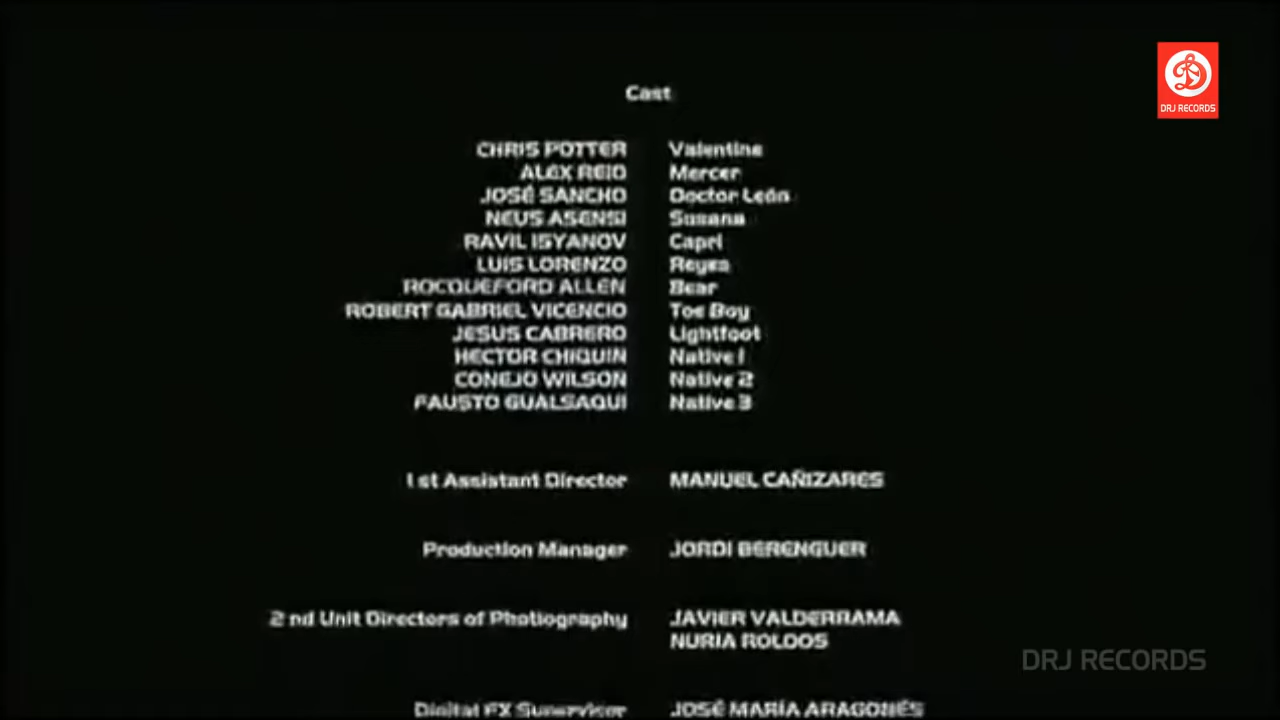 DRJ RECORDS
Cast
CHRIS POTTER Valentine
ALEX REID Mercer
JOSÉ SANCHO Doctor León
NEUS ASENSI Susana
RAVIL ISYANOV Capri
LUIS LORENZO Reyes
ROCQUEFORD ALLEN Bear
ROBERT GABRIEL VICENCIO Toe Boy
JESUS CABRERO Lightfoot
HECTOR CHIQUIN Native 1
CONEJO WILSON Native 2
FAUSTO GUALSAQUI Native 3
1st Assistant Director MANUEL CAÑIZARES
Production Manager JORDI BERENGUER
2nd Unit Directors of Photiography JAVIER VALDERRAMA
NURIA ROLDOS
DRJ RECORDS
Digital FX Supervisor JOSÉ MARÍA ARAGONÉS